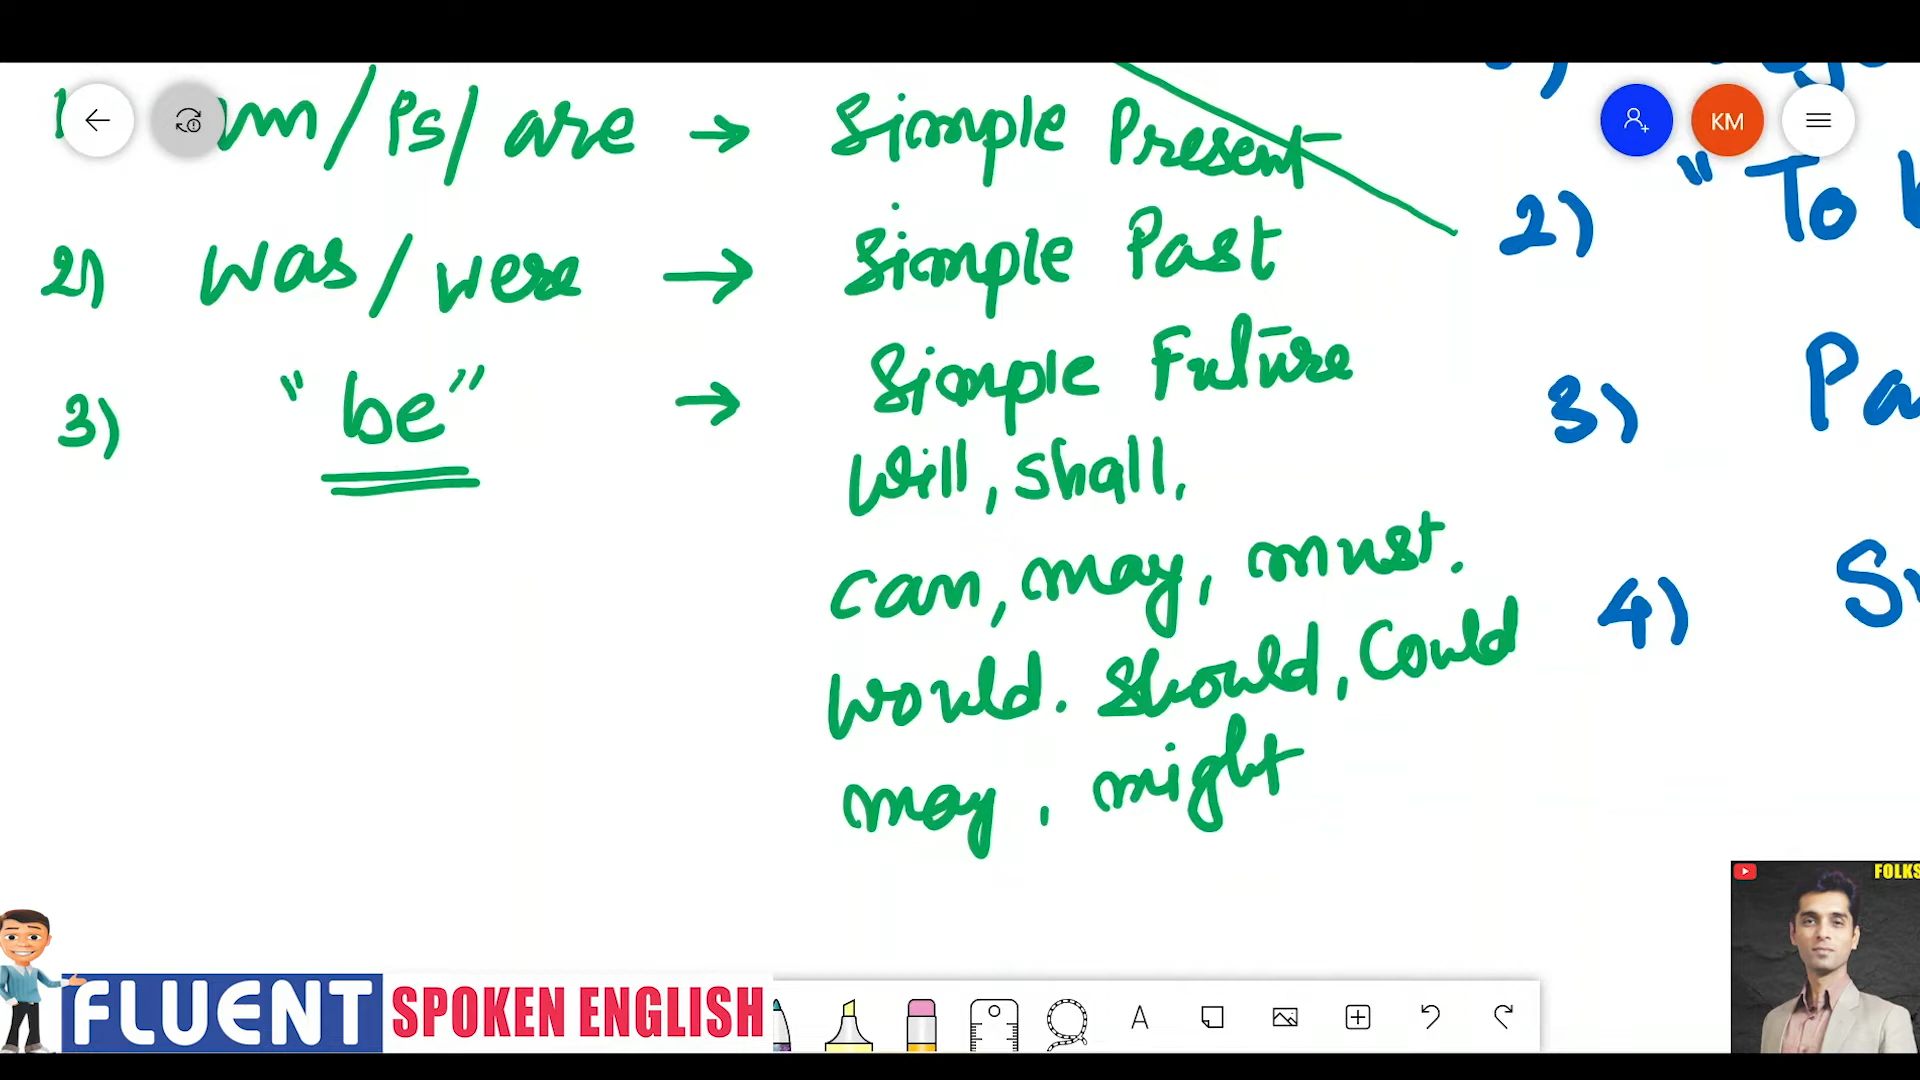 am/is/are → Simple Present
2) was/were → Simple Past
3) "be" → Simple Future
Will, shall,
can, may, must.
would. should, Could
may, might
2) "To
3)
4)
KM
FOLKS
FLUENT SPOKEN ENGLISH
A